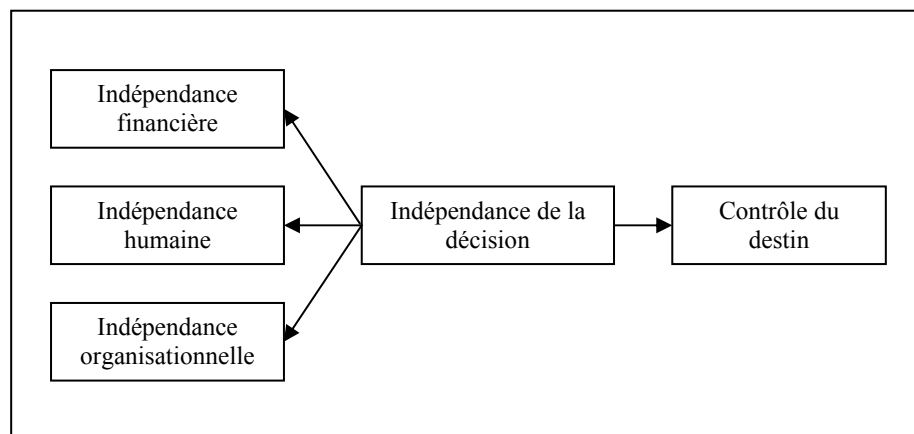 Indépendance
financière
Indépendance
humaine
Indépendance de la
décision
Contrôle du
destin
Indépendance
organisationnelle